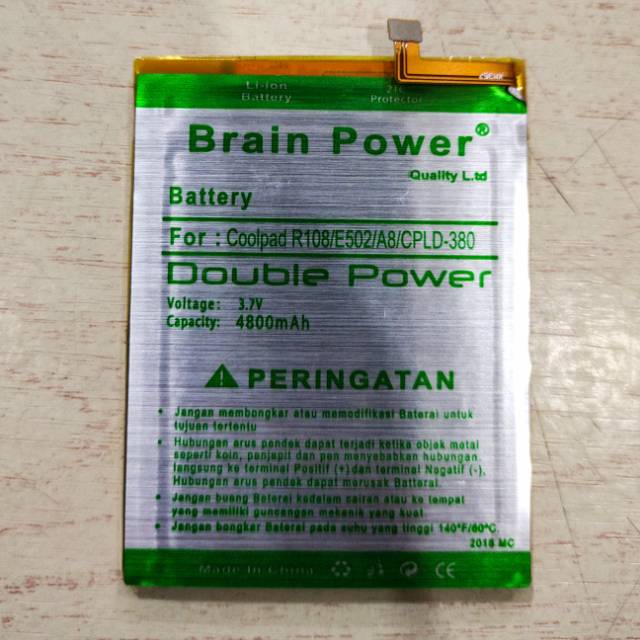 Li-ion
Battery
Protector
Brain Power®
Quality L.td
Battery
For : Coolpad R108/E502/A8/CPLD-380
Double Power
Voltage: 3.7V
Capacity: 4800mAh
PERINGATAN
Jangan membongkar atau memodifikasi Baterai untuk
tujuan tertentu
Hubungan arus pendek dapat terjadi ketika objek metal
seperti koin, penjapil dan pen menyebabkan hubungan
langsung ke terminal Positif (+) dan terminal Negatif (-).
Hubungan arus pendek dapat merusak Baterai.
Jangan buang Baterai kedalam saira atau ke tempat
yang memiliki guncangan mekanik yang kuat.
Jangan bengkar Baterai pada suhu yang tinggi 140°F/60°C.
2018 MC
Made In China CE